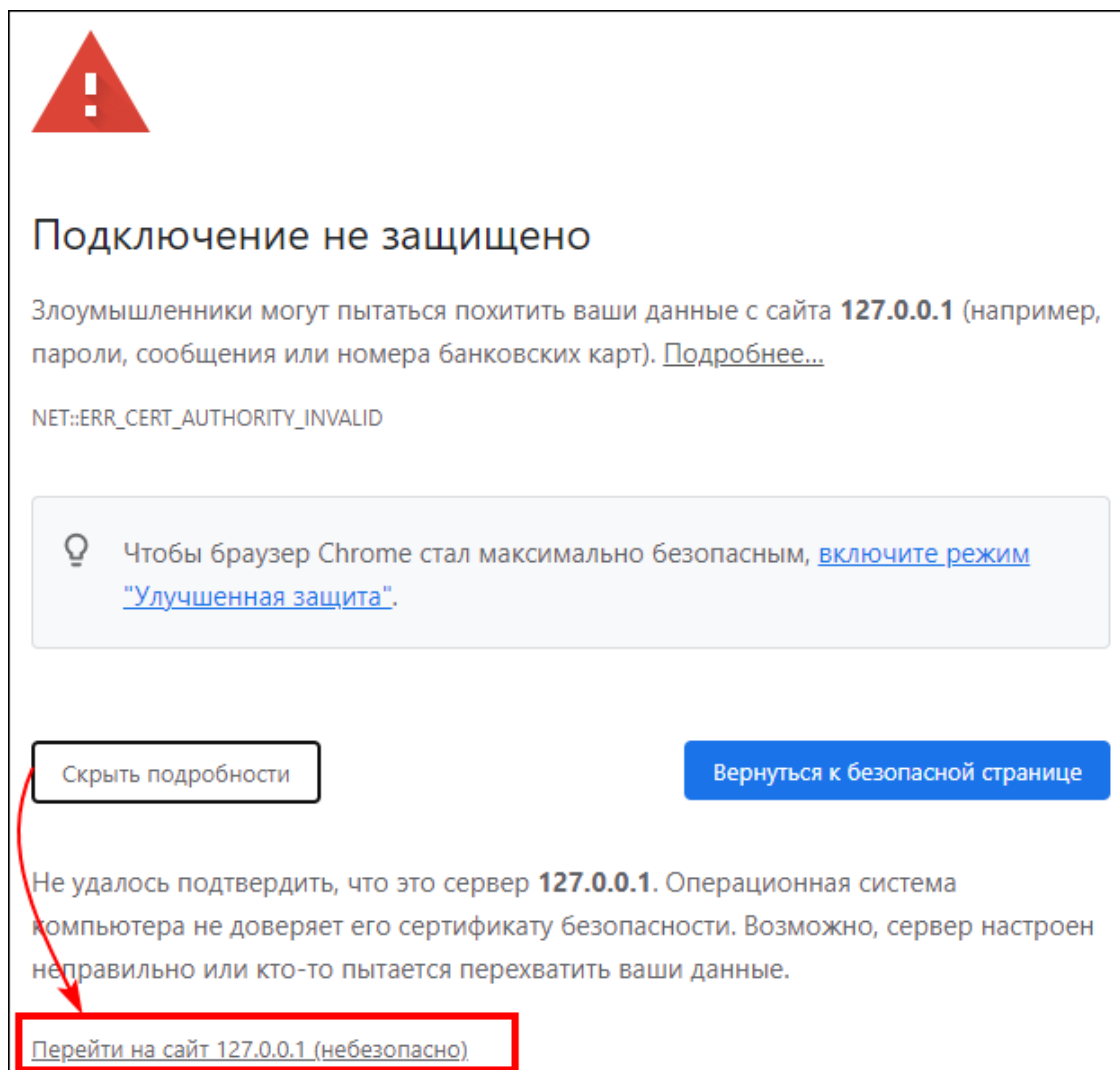 Подключение не защищено
Злоумышленники могут пытаться похитить ваши данные с сайта 127.0.0.1 (например,
пароли, сообщения или номера банковских карт). Подробнее...
NET::ERR_CERT_AUTHORITY_INVALID
Чтобы браузер Chrome стал максимально безопасным, включите режим
"Улучшенная защита".
Скрыть подробности
Вернуться к безопасной странице
Не удалось подтвердить, что это сервер 127.0.0.1. Операционная система
компьютера не доверяет его сертификату безопасности. Возможно, сервер настроен
неправильно или кто-то пытается перехватить ваши данные.
Перейти на сайт 127.0.0.1 (небезопасно)